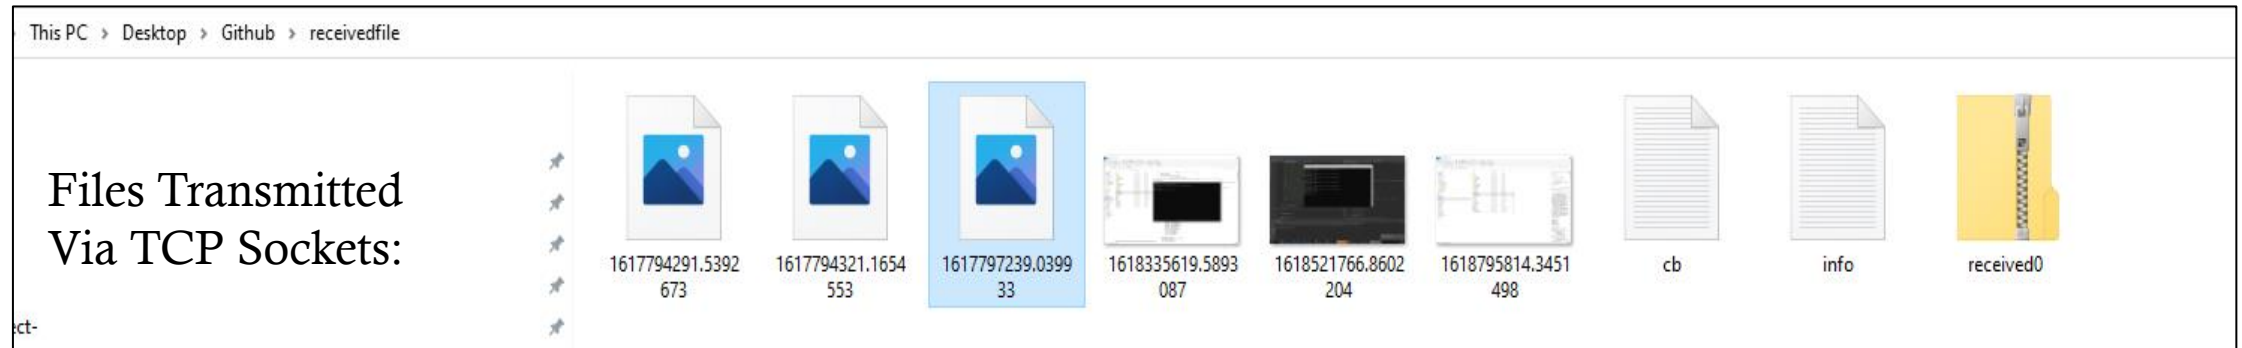 This PC > Desktop > Github > receivedfile
Files Transmitted
Via TCP Sockets:
1617794291.5392
673
1617794321.1654
553
1617797239.0399
33
1618335619.5893
087
1618521766.8602
204
1618795814.3451
498
cb
info
received0
ect-